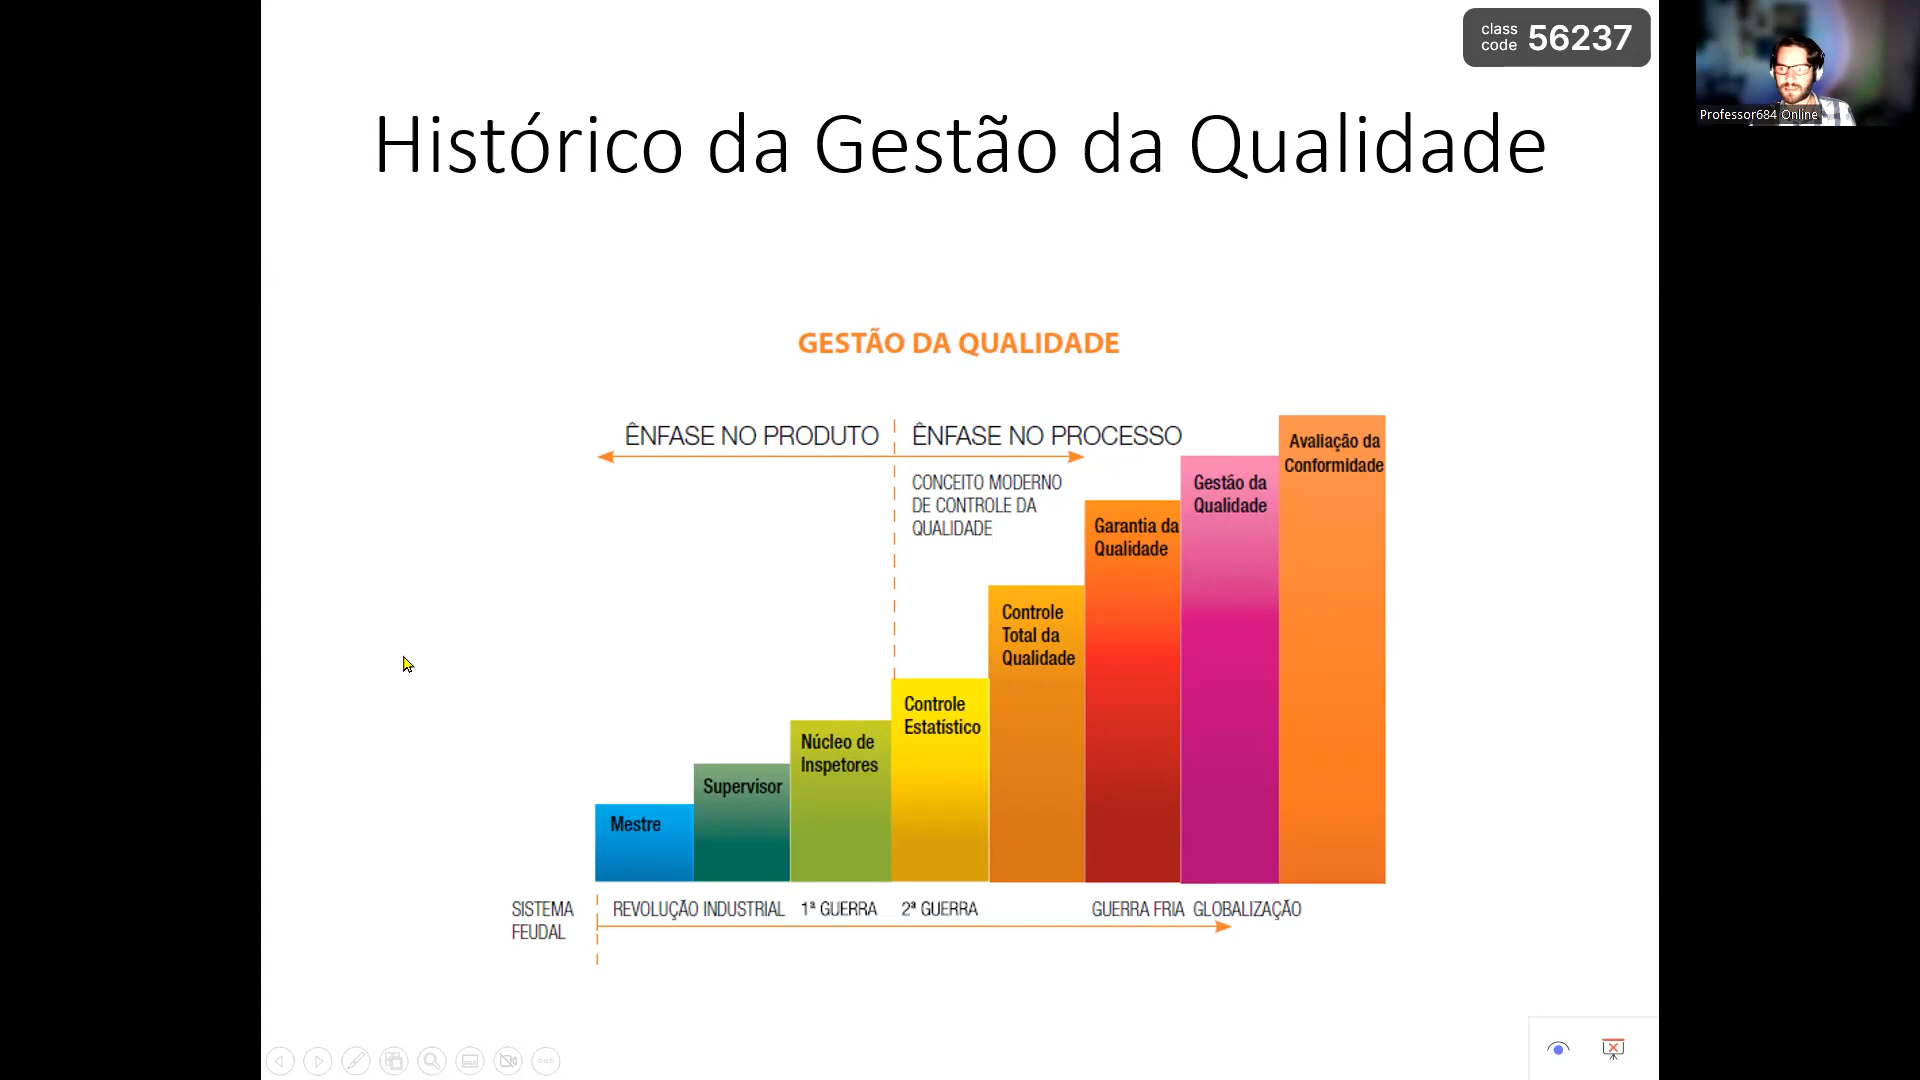 class
code 56237
Professor684 Online
Histórico da Gestão da Qualidade
GESTÃO DA QUALIDADE
ÊNFASE NO PRODUTO
ÊNFASE NO PROCESSO
CONCEITO MODERNO
DE CONTROLE DA
QUALIDADE
Mestre
Supervisor
Núcleo de
Inspetores
Controle
Estatístico
Controle
Total da
Qualidade
Garantia da
Qualidade
Gestão da
Qualidade
Avaliação da
Conformidade
SISTEMA
FEUDAL
REVOLUÇÃO INDUSTRIAL
1ª GUERRA
2ª GUERRA
GUERRA FRIA
GLOBALIZAÇÃO